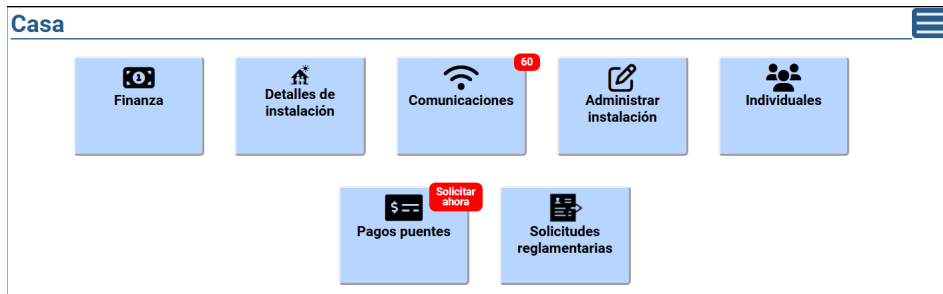 Casa
Finanza
Detalles de
instalación
60
Comunicaciones
Administrar
instalación
Individuales
Solicitar
ahora
Pagos puentes
Solicitudes
reglamentarias